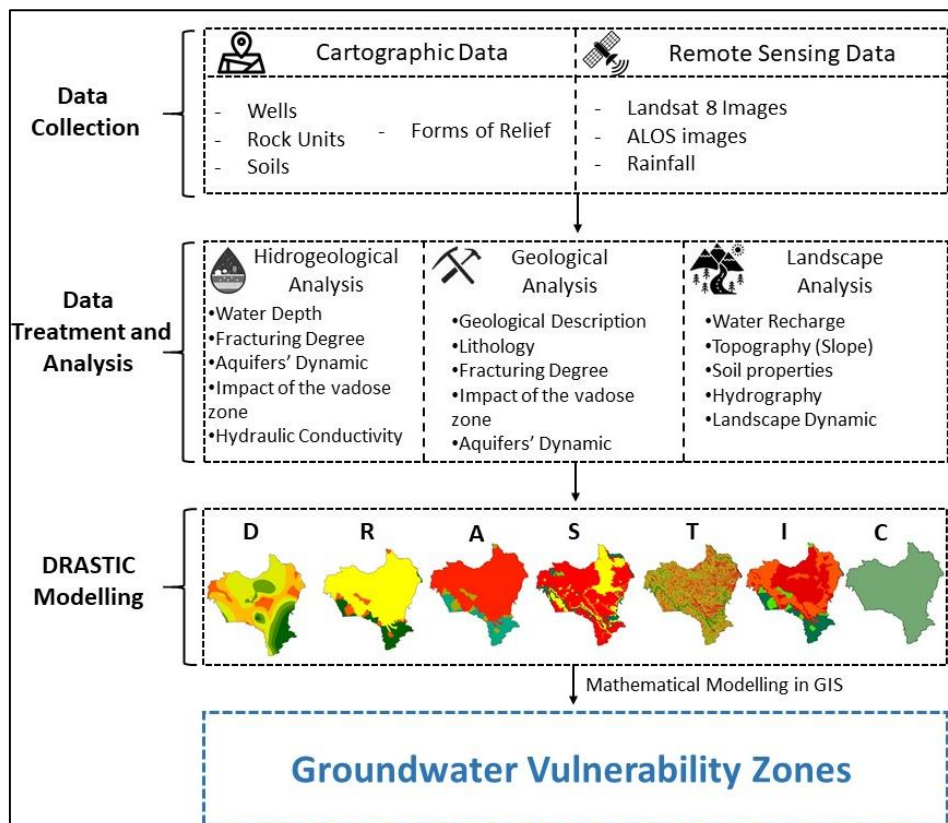 Cartographic Data
Remote Sensing Data
Data
Collection
- Wells
- Rock Units
- Soils
- Forms of Relief
- Landsat 8 Images
- ALOS images
- Rainfall
Data
Treatment and
Analysis
Hidrogeological
Analysis
•Water Depth
•Fracturing Degree
•Aquifers’ Dynamic
•Impact of the vadose
zone
•Hydraulic Conductivity
Geological
Analysis
•Geological Description
•Lithology
•Fracturing Degree
•Impact of the vadose
zone
•Aquifers’ Dynamic
Landscape
Analysis
•Water Recharge
•Topography (Slope)
•Soil properties
•Hydrography
•Landscape Dynamic
DRASTIC
Modelling
D R A S T I C
Mathematical Modelling in GIS
Groundwater Vulnerability Zones